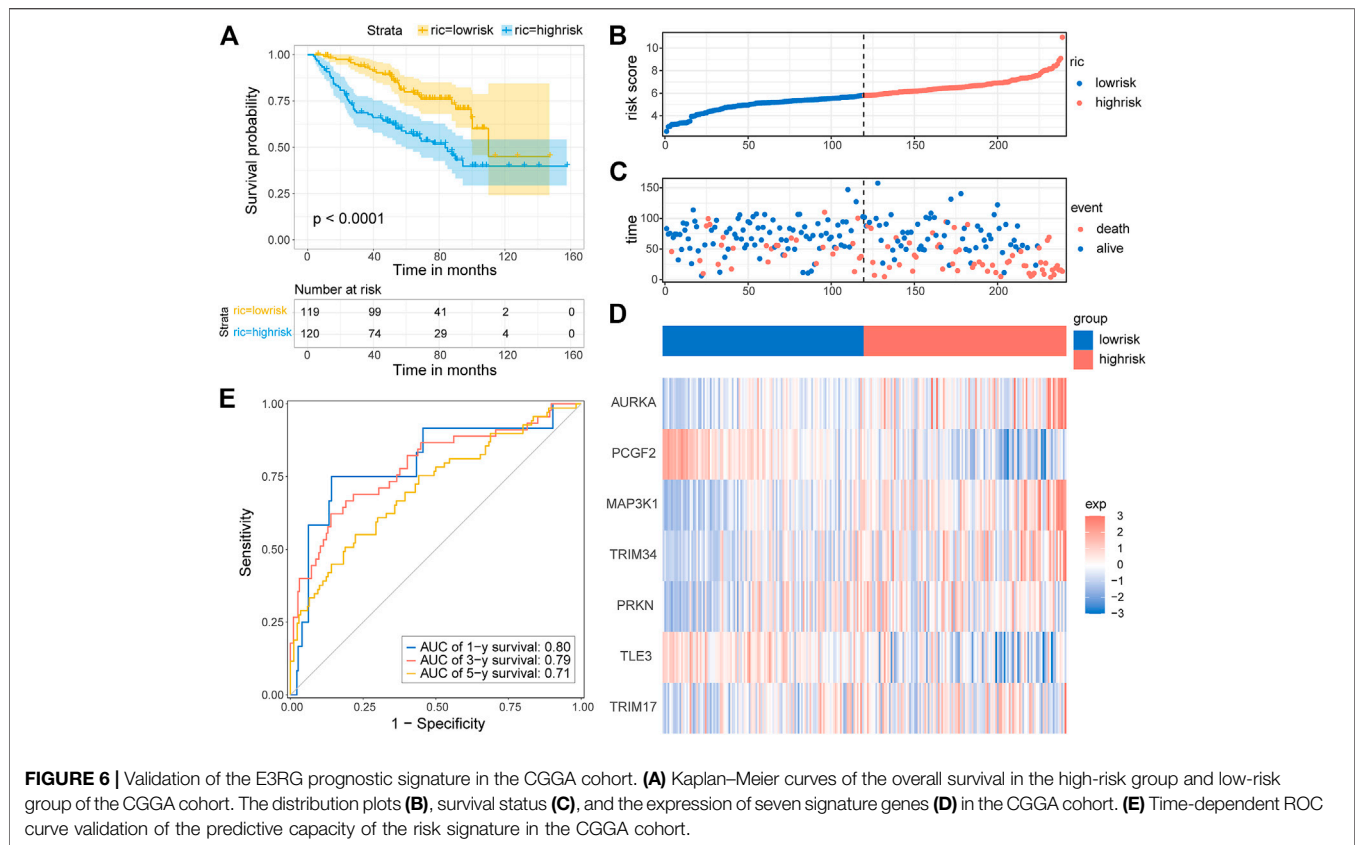 A
Strata ric=lowrisk ric=highrisk
Survival probability
1.00
0.75
0.50
0.25
0.00
p < 0.0001
0 40 80 120 160
Time in months
Number at risk
Strata
ric=lowrisk 119 99 41 2 0
ric=highrisk 120 74 29 4 0
0 40 80 120 160
Time in months
B
risk score
10
8
6
4
0 50 100 150 200
ric
lowrisk
highrisk
C
time
150
100
50
0
0 50 100 150 200
event
death
alive
D
group
lowrisk
highrisk
AURKA
PCGF2
MAP3K1
TRIM34
PRKN
TLE3
TRIM17
exp
3
2
1
0
−1
−2
−3
E
Sensitivity
1.00
0.75
0.50
0.25
0.00
AUC of 1−y survival: 0.80
AUC of 3−y survival: 0.79
AUC of 5−y survival: 0.71
0.00 0.25 0.50 0.75 1.00
1 − Specificity
FIGURE 6 | Validation of the E3RG prognostic signature in the CGGA cohort. (A) Kaplan–Meier curves of the overall survival in the high-risk group and low-risk
group of the CGGA cohort. The distribution plots (B), survival status (C), and the expression of seven signature genes (D) in the CGGA cohort. (E) Time-dependent ROC
curve validation of the predictive capacity of the risk signature in the CGGA cohort.